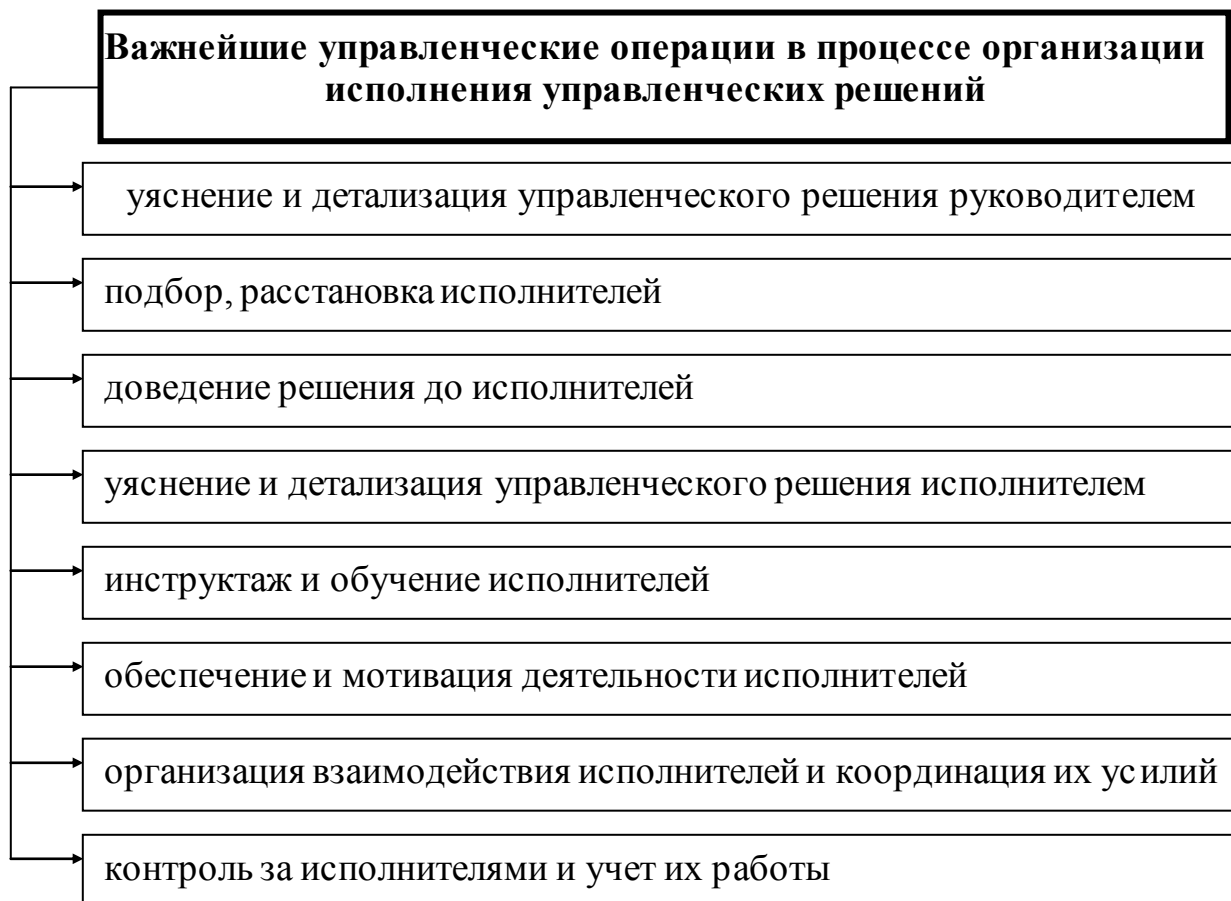 Важнейшие управленческие операции в процессе организации
исполнения управленческих решений
уяснение и детализация управленческого решения руководителем
подбор, расстановка исполнителей
доведение решения до исполнителей
уяснение и детализация управленческого решения исполнителем
инструктаж и обучение исполнителей
обеспечение и мотивация деятельности исполнителей
организация взаимодействия исполнителей и координация их усилий
контроль за исполнителями и учет их работы